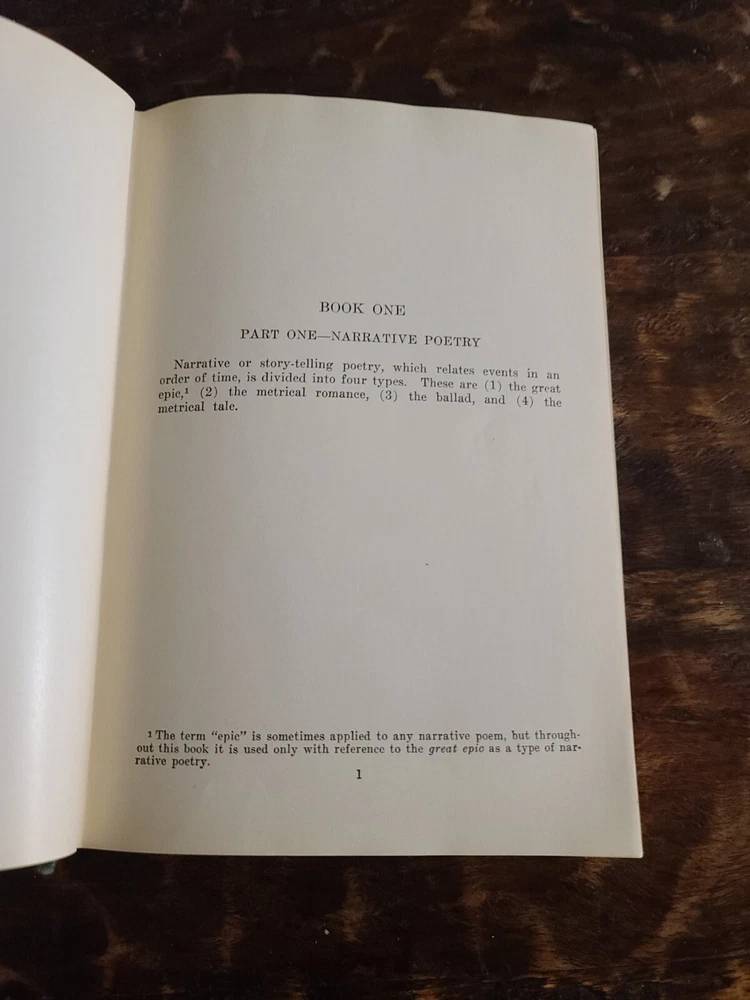 BOOK ONE
PART ONE—NARRATIVE POETRY
Narrative or story-telling poetry, which relates events in an
order of time, is divided into four types. These are (1) the great
epic,¹ (2) the metrical romance, (3) the ballad, and (4) the
metrical tale.
¹ The term “epic” is sometimes applied to any narrative poem, but through-
out this book it is used only with reference to the great epic as a type of nar-
rative poetry.
1